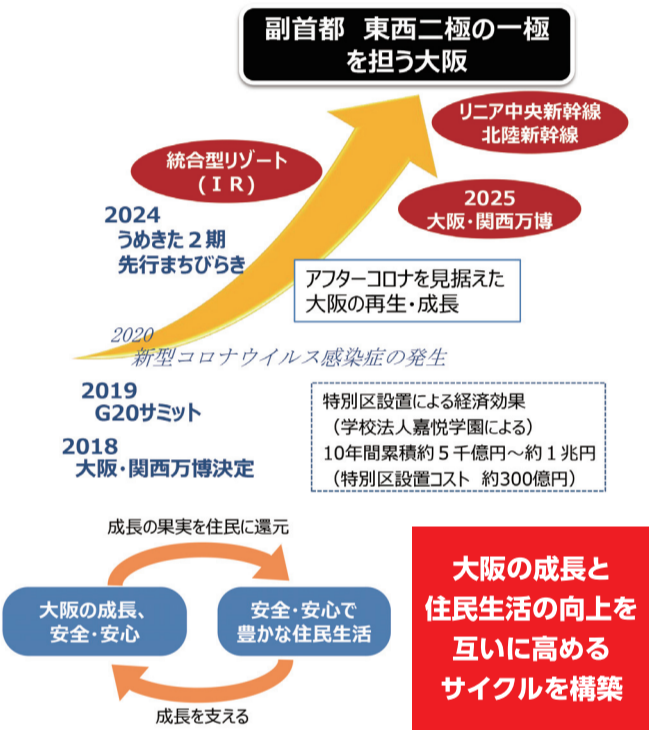 副首都 東西二極の一極
を担う大阪
リニア中央新幹線
北陸新幹線
統合型リゾート
(ＩＲ)
2025
大阪・関西万博
2024
うめきた２期
先行まちびらき
アフターコロナを見据えた
大阪の再生・成長
2020
新型コロナウイルス感染症の発生
2019
G20サミット
2018
大阪・関西万博決定
特別区設置による経済効果
（学校法人嘉悦学園による）
10年間累積約５千億円～約１兆円
（特別区設置コスト 約300億円）
成長の果実を住民に還元
大阪の成長、
安全・安心
安全・安心で
豊かな住民生活
成長を支える
大阪の成長と
住民生活の向上を
互いに高める
サイクルを構築